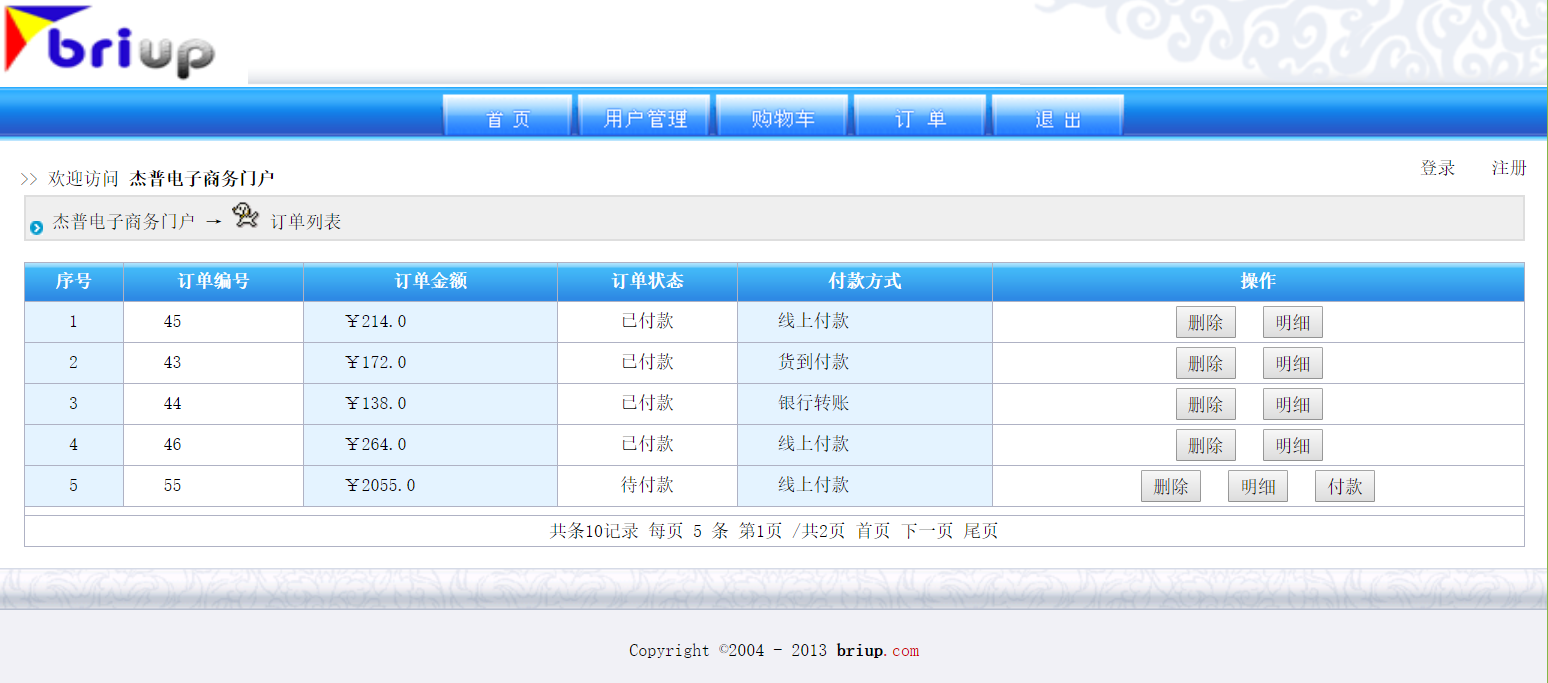 briup
首 页 用户管理 购物车 订 单 退 出
登录 注册
>> 欢迎访问 杰普电子商务门户
杰普电子商务门户 → 订单列表
序号 订单编号 订单金额 订单状态 付款方式 操作
1 45 ￥214.0 已付款 线上付款 删除 明细
2 43 ￥172.0 已付款 货到付款 删除 明细
3 44 ￥138.0 已付款 银行转账 删除 明细
4 46 ￥264.0 已付款 线上付款 删除 明细
5 55 ￥2055.0 待付款 线上付款 删除 明细 付款
共条10记录 每页 5 条 第1页 /共2页 首页 下一页 尾页
Copyright ©2004 - 2013 briup.com